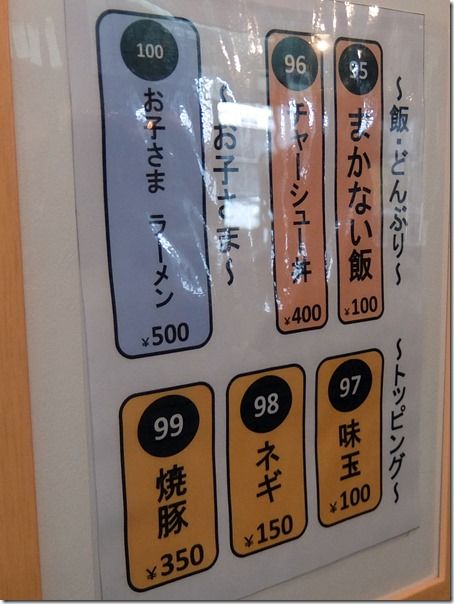 〜飯・どんぶり〜
95
まかない飯
¥100
96
チャーシュー丼
¥400
〜お子さま〜
100
お子さま ラーメン
¥500
〜トッピング〜
97
味玉
¥100
98
ネギ
¥150
99
焼豚
¥350